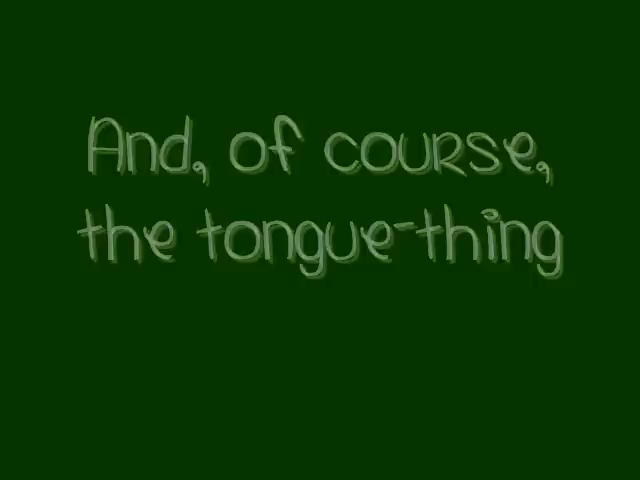 And, of course,
the tongue-thing